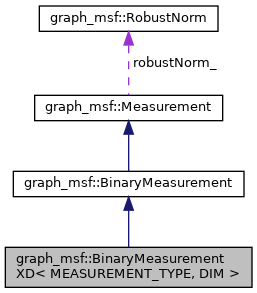 graph_msf::RobustNorm
robustNorm_
graph_msf::Measurement
graph_msf::BinaryMeasurement
graph_msf::BinaryMeasurement
XD< MEASUREMENT_TYPE, DIM >